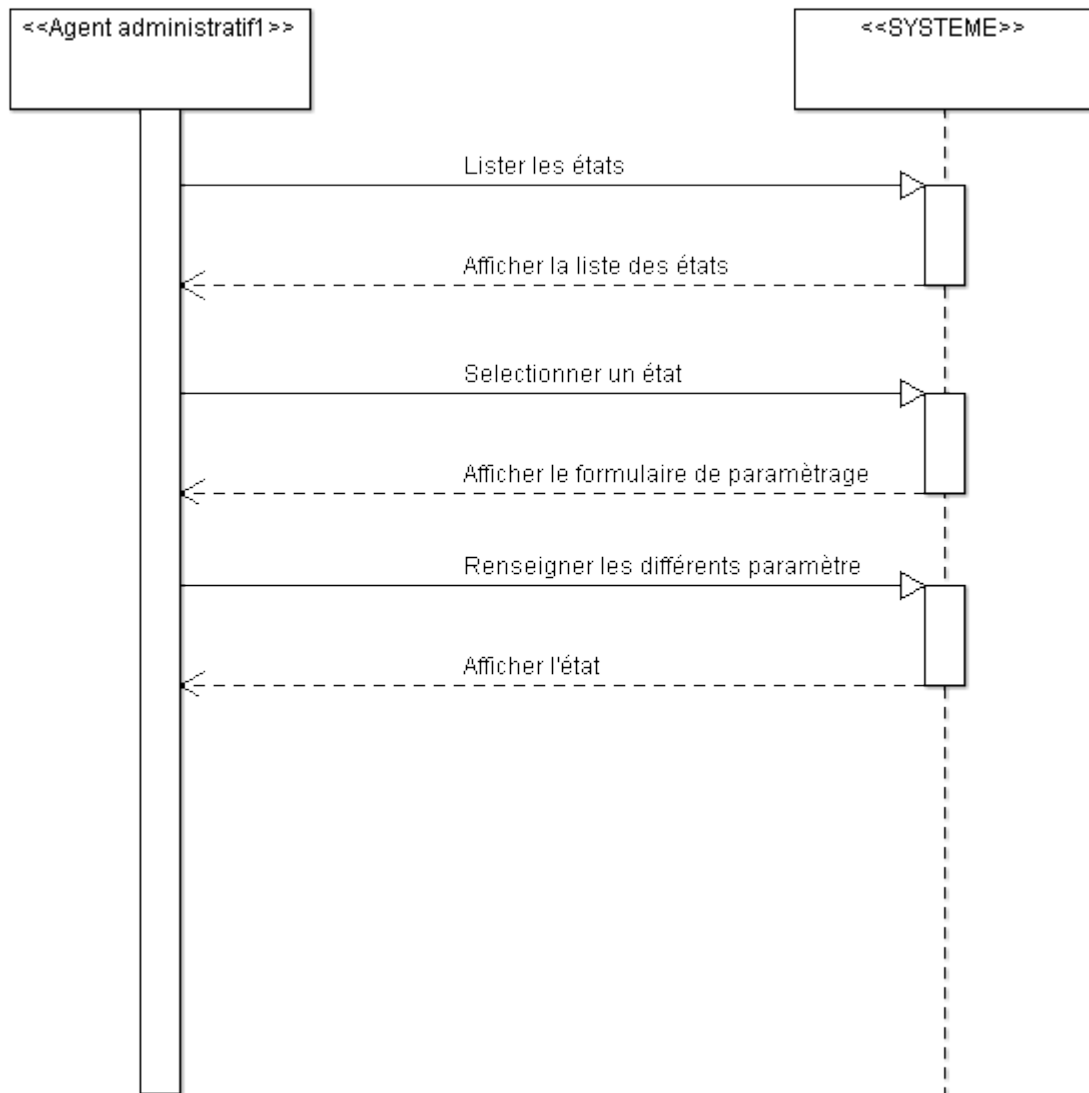 <<Agent administratif1>>
<<SYSTEME>>
Lister les états
Afficher la liste des états
Selectionner un état
Afficher le formulaire de paramètrage
Renseigner les différents paramètre
Afficher l'état